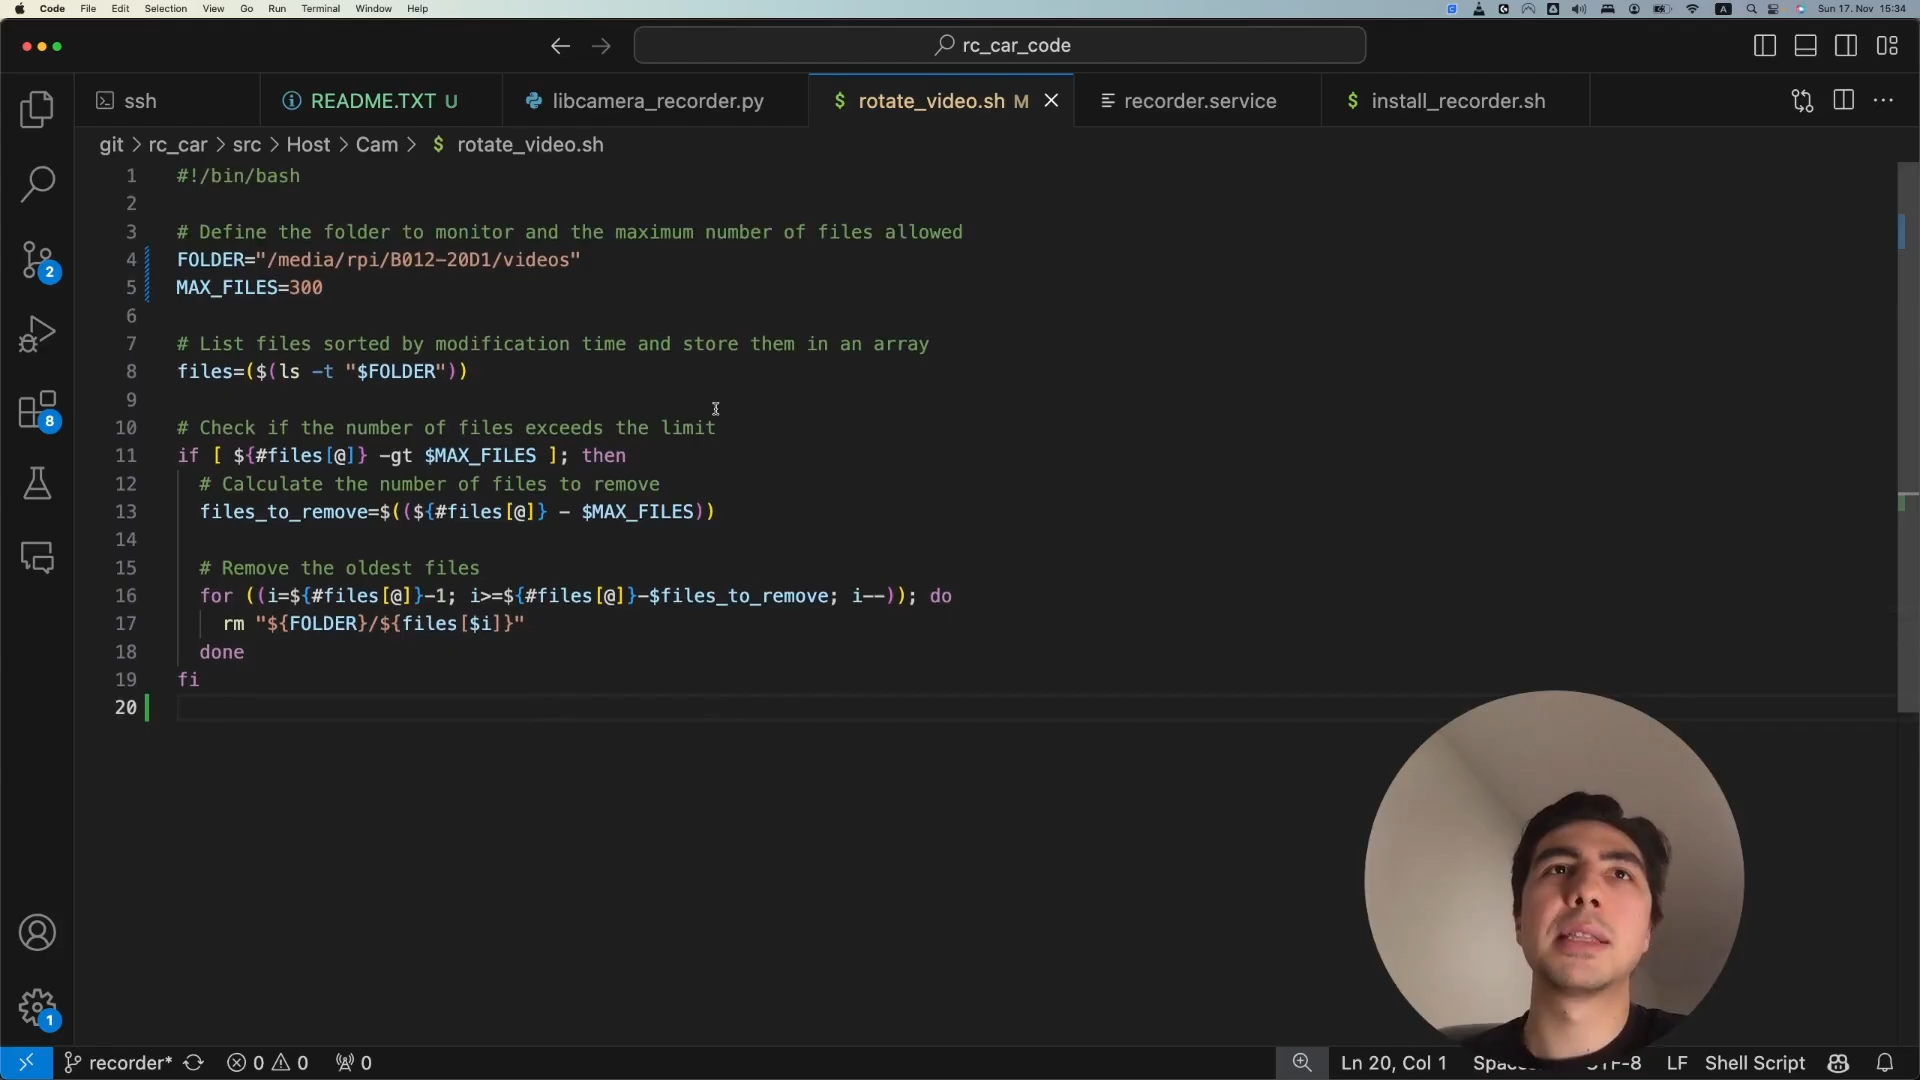 Code File Edit Selection View Go Run Terminal Window Help
A Sun 17. Nov 15:34
rc_car_code
ssh
README.TXT U
libcamera_recorder.py
$ rotate_video.sh M
recorder.service
$ install_recorder.sh
git > rc_car > src > Host > Cam > $ rotate_video.sh
1 #!/bin/bash
2
3 # Define the folder to monitor and the maximum number of files allowed
4 FOLDER="/media/rpi/B012-20D1/videos"
5 MAX_FILES=300
6
7 # List files sorted by modification time and store them in an array
8 files=($(ls -t "$FOLDER"))
9
10 # Check if the number of files exceeds the limit
11 if [ ${#files[@]} -gt $MAX_FILES ]; then
12 # Calculate the number of files to remove
13 files_to_remove=$((${#files[@]} - $MAX_FILES))
14
15 # Remove the oldest files
16 for ((i=${#files[@]}-1; i>=${#files[@]}-$files_to_remove; i--)); do
17 rm "${FOLDER}/${files[$i]}"
18 done
19 fi
20
2
8
1
recorder* 0 0 0
Ln 20, Col 1
LF Shell Script